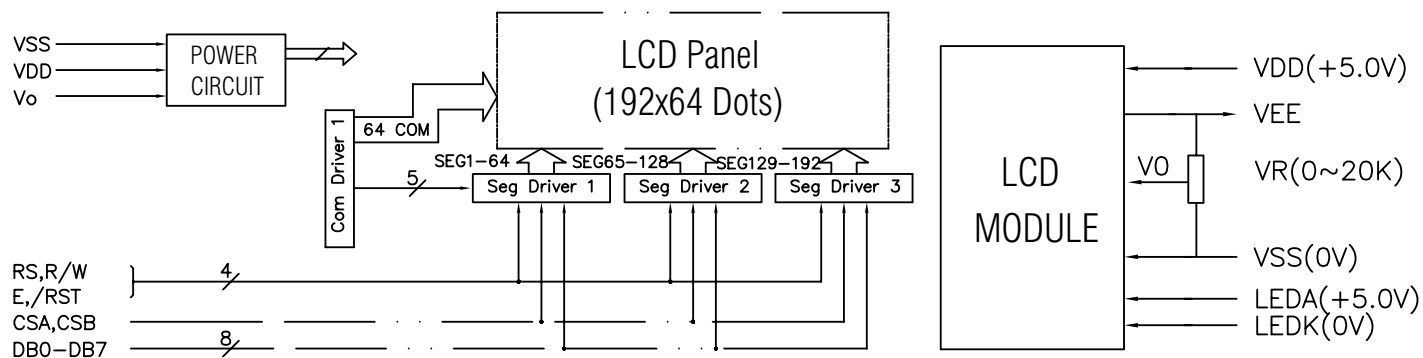 VSS
VDD
Vo
POWER
CIRCUIT
LCD Panel
(192x64 Dots)
Com Driver 1
64 COM
SEG1-64
SEG65-128
SEG129-192
5
Seg Driver 1
Seg Driver 2
Seg Driver 3
RS,R/W
E,/RST
4
CSA,CSB
DB0-DB7
8
LCD
MODULE
VDD(+5.0V)
VEE
VO
VR(0~20K)
VSS(0V)
LEDA(+5.0V)
LEDK(0V)